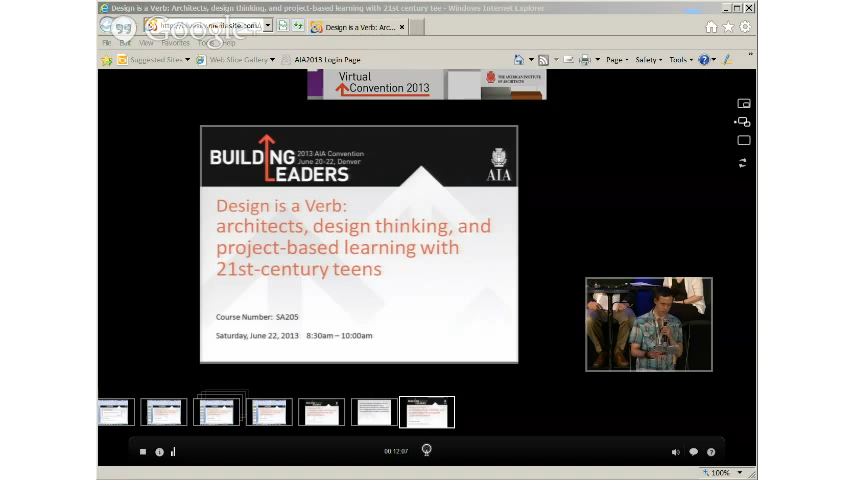 Design is a Verb: Architects, design thinking, and project-based learning with 21st century tee - Windows Internet Explorer
Google+
Design is a Verb: Arc...
File Edit View Favorites Tools Help
Suggested Sites
Web Slice Gallery
AIA2013 Login Page
Page
Safety
Tools
Virtual
Convention 2013
THE AMERICAN INSTITUTE
OF ARCHITECTS
BUILDING
LEADERS
2013 AIA Convention
June 20-22, Denver
AIA
Design is a Verb:
architects, design thinking, and
project-based learning with
21st-century teens
Course Number: SA205
Saturday, June 22, 2013 8:30am – 10:00am
00:12:07
100%